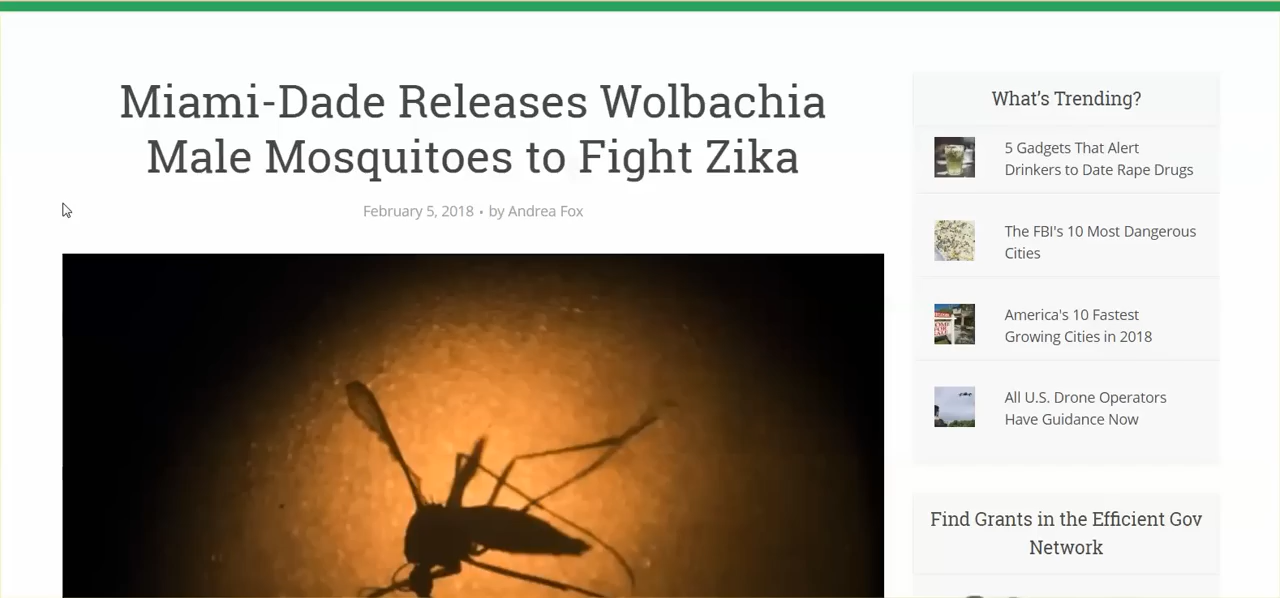 Miami-Dade Releases Wolbachia
Male Mosquitoes to Fight Zika
February 5, 2018 • by Andrea Fox
What's Trending?
5 Gadgets That Alert
Drinkers to Date Rape Drugs
The FBI's 10 Most Dangerous
Cities
America's 10 Fastest
Growing Cities in 2018
All U.S. Drone Operators
Have Guidance Now
Find Grants in the Efficient Gov
Network